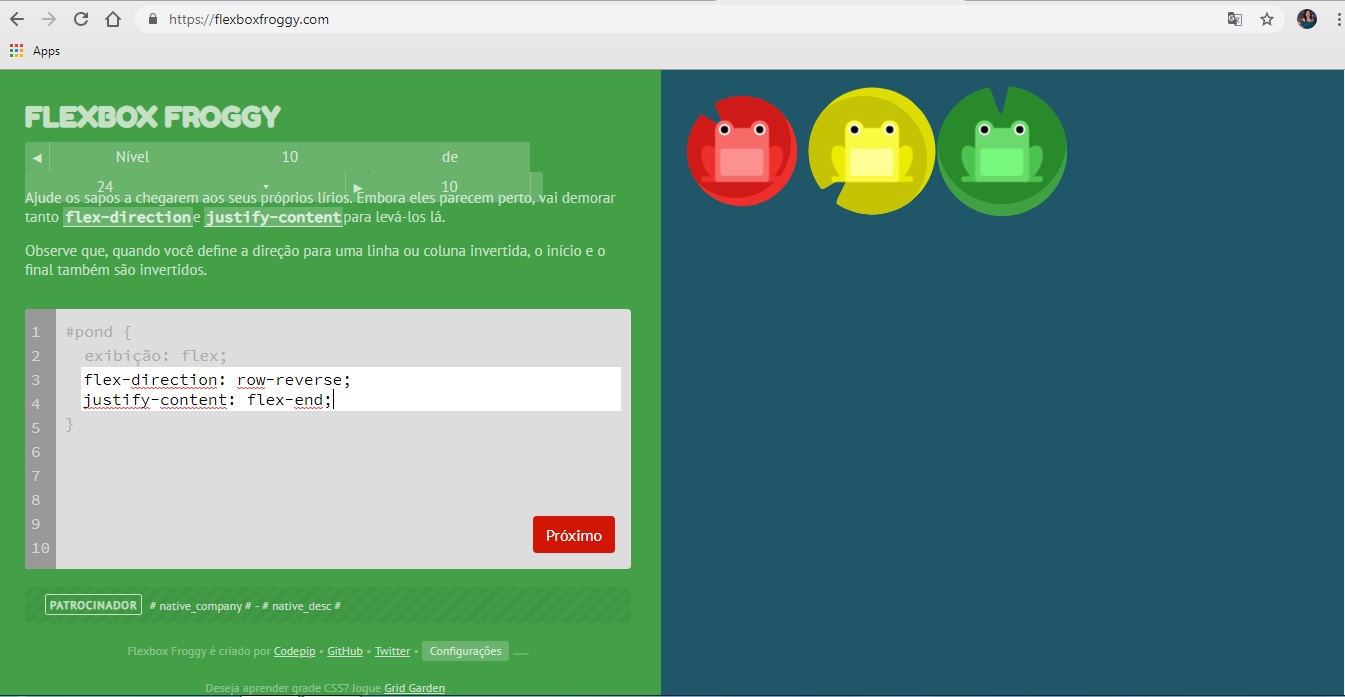 https://flexboxfroggy.com
Apps
FLEXBOX FROGGY
◀ Nível 10 de
24 ▾ ▶ 10
Ajude os sapos a chegarem aos seus próprios lírios. Embora eles parecem perto, vai demorar
tanto flex-direction e justify-content para levá-los lá.
Observe que, quando você define a direção para uma linha ou coluna invertida, o início e o
final também são invertidos.
1 #pond {
2 exibição: flex;
3 flex-direction: row-reverse;
4 justify-content: flex-end;
5 }
6
7
8
9
10
Próximo
PATROCINADOR # native_company # - # native_desc #
Flexbox Froggy é criado por Codepip • GitHub • Twitter • Configurações
Deseja aprender grade CSS? Jogue Grid Garden .